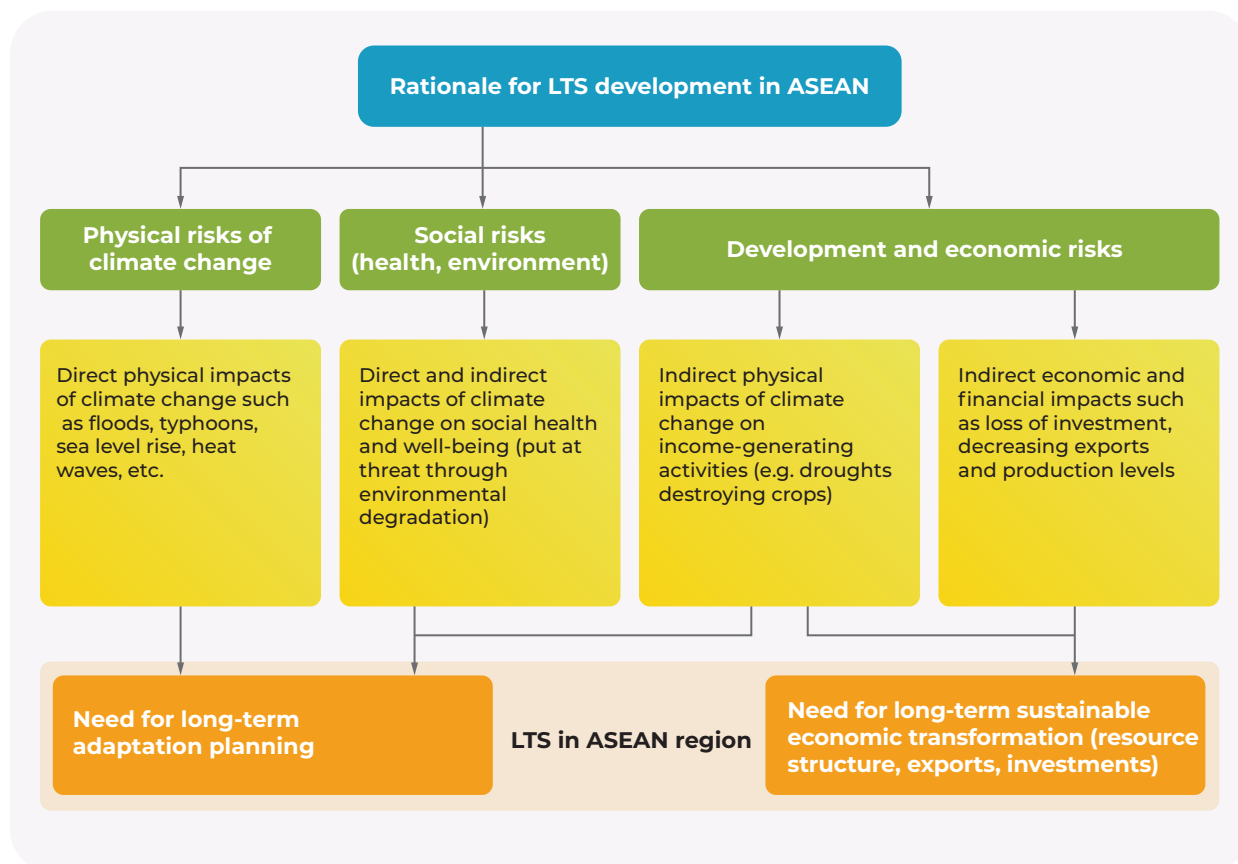 Rationale for LTS development in ASEAN
Physical risks of
climate change
Social risks
(health, environment)
Development and economic risks
Direct physical impacts
of climate change such
as floods, typhoons,
sea level rise, heat
waves, etc.
Direct and indirect
impacts of climate
change on social health
and well-being (put at
threat through
environmental
degradation)
Indirect physical
impacts of climate
change on
income-generating
activities (e.g. droughts
destroying crops)
Indirect economic and
financial impacts such
as loss of investment,
decreasing exports
and production levels
Need for long-term
adaptation planning
LTS in ASEAN region
Need for long-term sustainable
economic transformation (resource
structure, exports, investments)